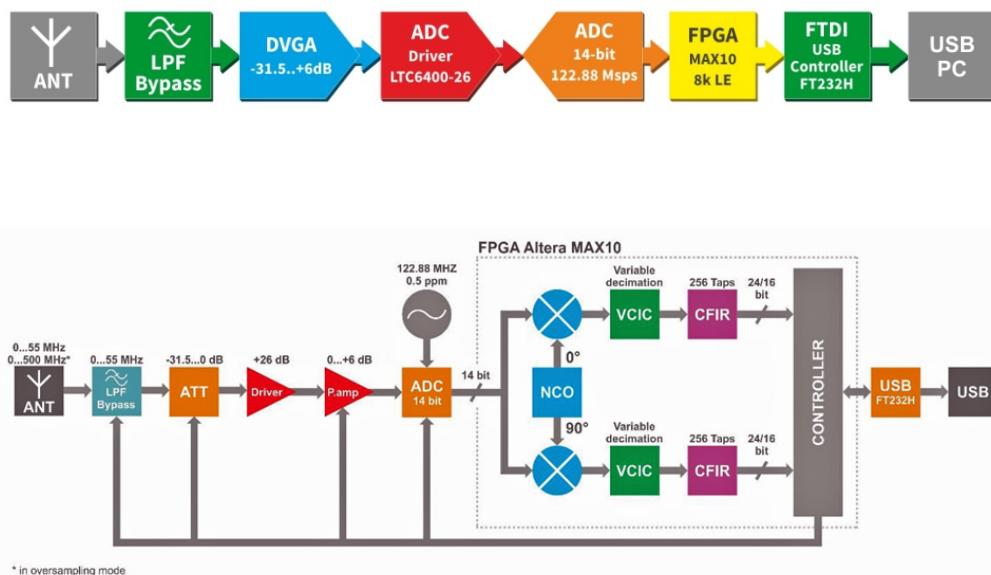 ANT
LPF
Bypass
DVGA
-31.5..+6dB
ADC
Driver
LTC6400-26
ADC
14-bit
122.88 Msps
FPGA
MAX10
8k LE
FTDI
USB
Controller
FT232H
USB
PC
FPGA Altera MAX10
122.88 MHZ
0.5 ppm
Variable
decimation
256 Taps
24/16
bit
VCIC
CFIR
0...55 MHz
0...500 MHz*
0...55 MHz
-31.5...0 dB
+26 dB
0...+6 dB
14 bit
0°
ANT
LPF
Bypass
ATT
Driver
P.amp
ADC
14 bit
NCO
CONTROLLER
USB
FT232H
USB
90°
Variable
decimation
256 Taps
24/16
bit
VCIC
CFIR
* in oversampling mode